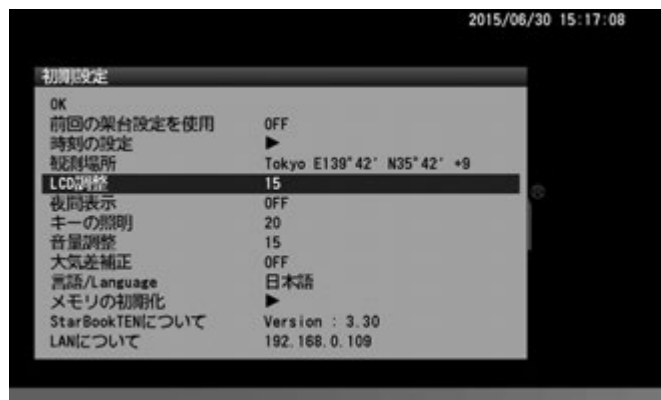 2015/06/30 15:17:08
初期設定
OK
前回の架台設定を使用 OFF
時刻の設定 ▶
観測場所 Tokyo E139°42′ N35°42′ +9
LCD調整 15
夜間表示 OFF
キーの照明 20
音量調整 15
大気差補正 OFF
言語/Language 日本語
メモリの初期化 ▶
StarBookTENについて Version : 3.30
LANについて 192.168.0.109
®